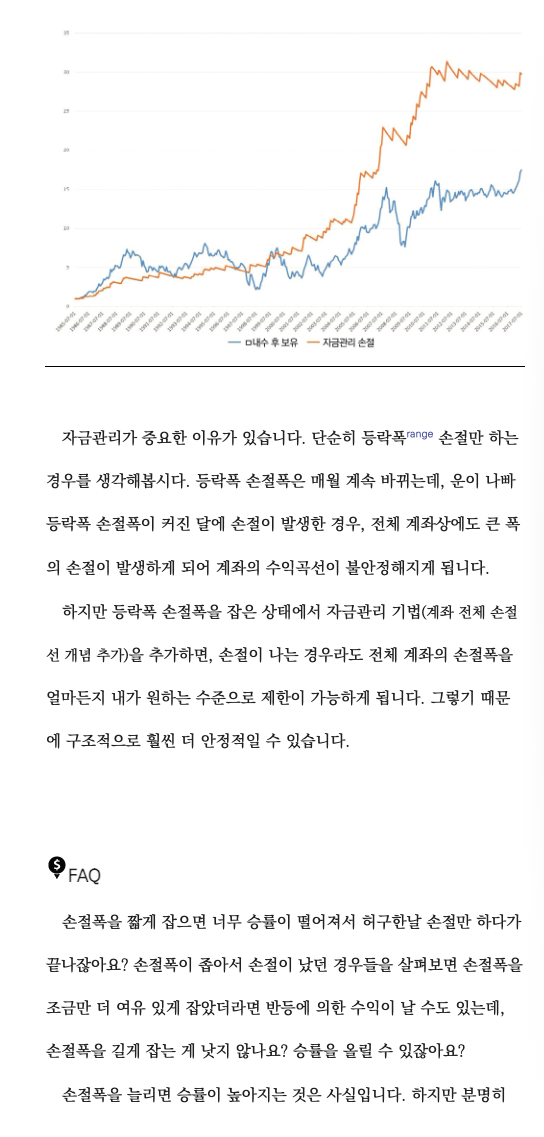 35
30
25
20
15
10
5
0
□내수 후 보유 자금관리 손절
자금관리가 중요한 이유가 있습니다. 단순히 등락폭range 손절만 하는
경우를 생각해봅시다. 등락폭 손절폭은 매월 계속 바뀌는데, 운이 나빠
등락폭 손절폭이 커진 달에 손절이 발생한 경우, 전체 계좌상에도 큰 폭
의 손절이 발생하게 되어 계좌의 수익곡선이 불안정해지게 됩니다.
하지만 등락폭 손절폭을 잡은 상태에서 자금관리 기법(계좌 전체 손절
선 개념 추가)을 추가하면, 손절이 나는 경우라도 전체 계좌의 손절폭을
얼마든지 내가 원하는 수준으로 제한이 가능하게 됩니다. 그렇기 때문
에 구조적으로 훨씬 더 안정적일 수 있습니다.
FAQ
손절폭을 짧게 잡으면 너무 승률이 떨어져서 허구한날 손절만 하다가
끝나잖아요? 손절폭이 좁아서 손절이 났던 경우들을 살펴보면 손절폭을
조금만 더 여유 있게 잡았더라면 반등에 의한 수익이 날 수도 있는데,
손절폭을 길게 잡는 게 낫지 않나요? 승률을 올릴 수 있잖아요?
손절폭을 늘리면 승률이 높아지는 것은 사실입니다. 하지만 분명히